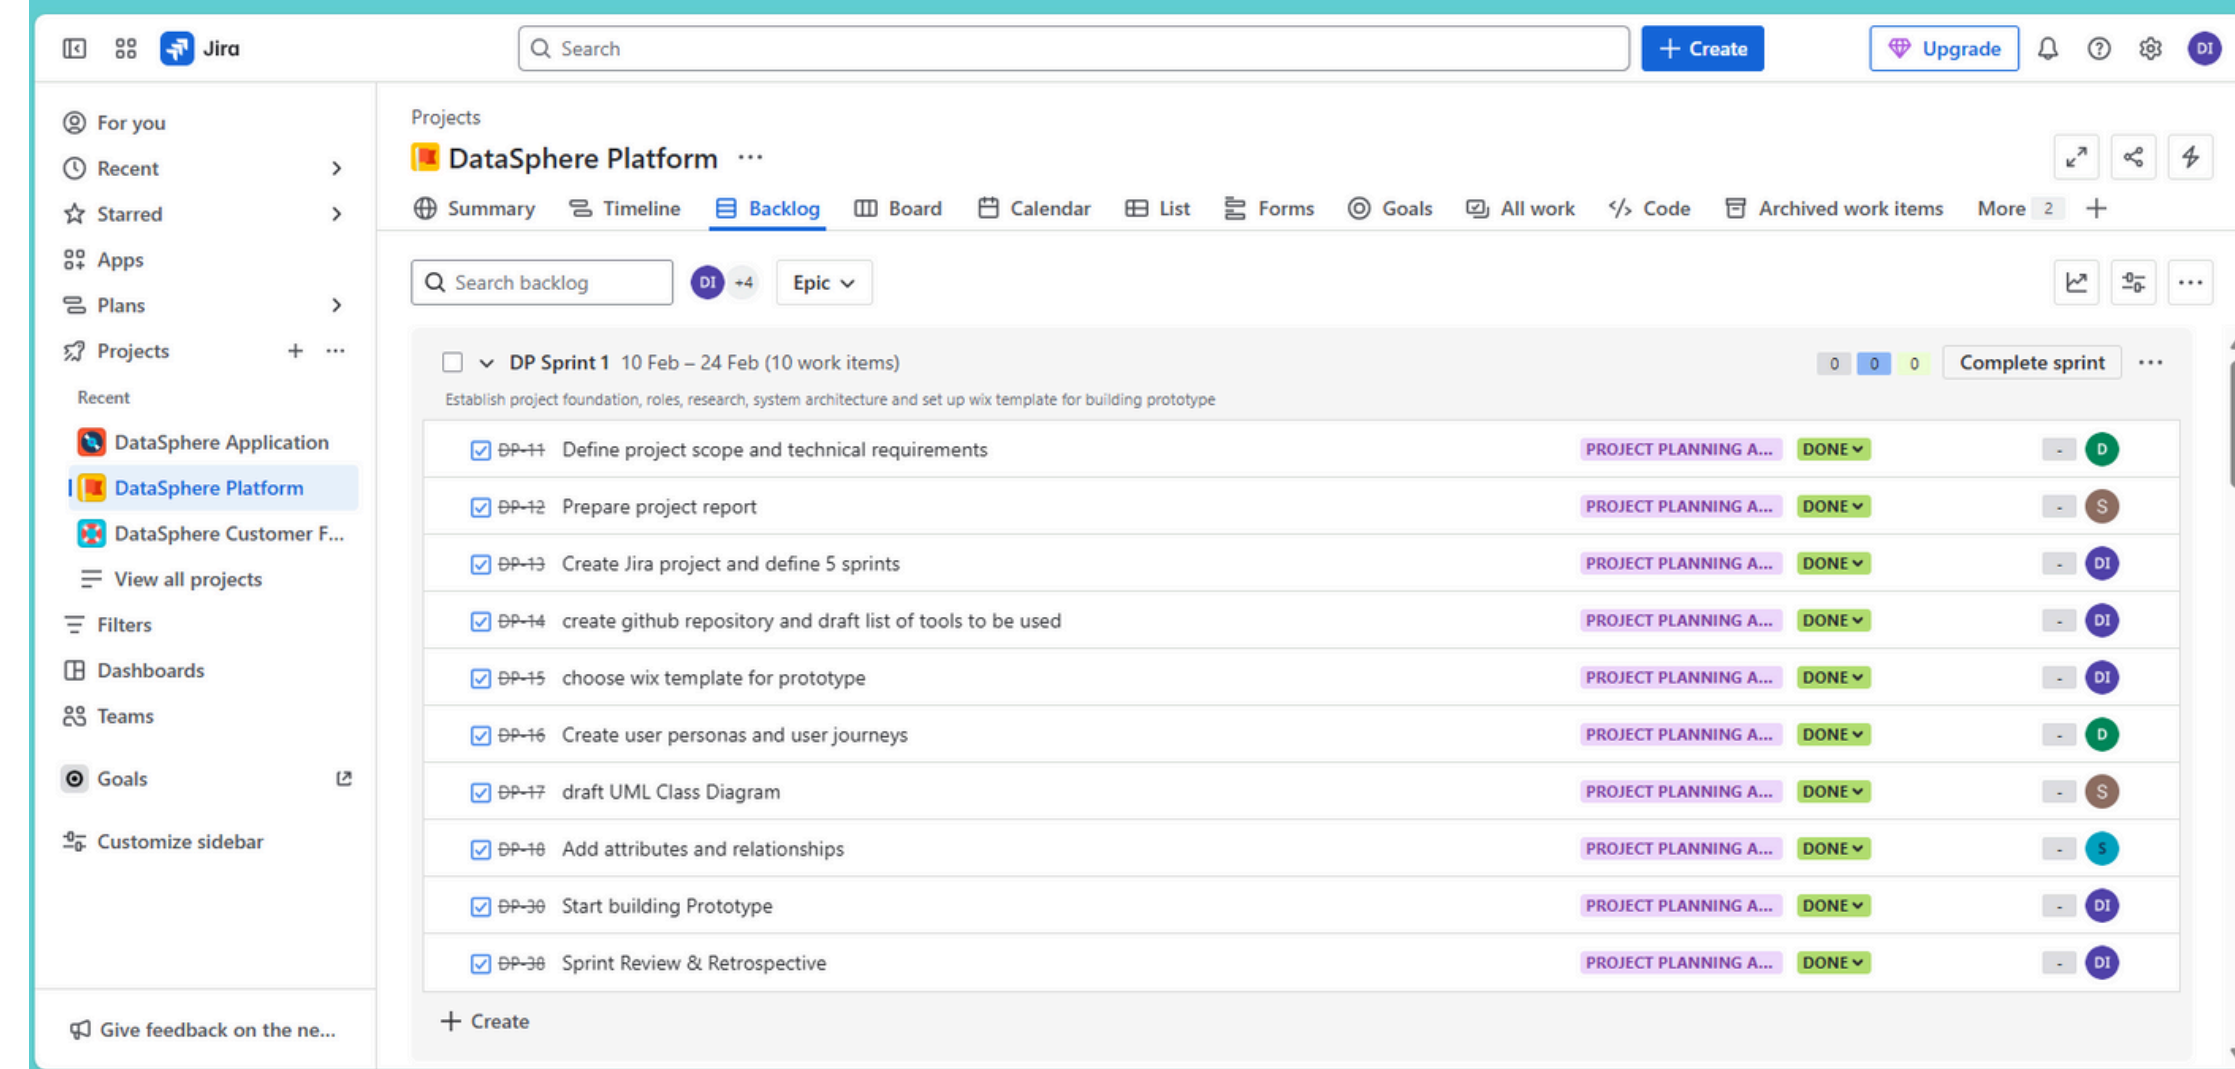 Jira
Search
+ Create
Upgrade
DI
For you
Recent
Starred
Apps
Plans
Projects
Recent
DataSphere Application
DataSphere Platform
DataSphere Customer F...
View all projects
Filters
Dashboards
Teams
Goals
Customize sidebar
Give feedback on the ne...
Projects
DataSphere Platform ...
Summary Timeline Backlog Board Calendar List Forms Goals All work Code Archived work items More 2 +
Search backlog DI +4 Epic
DP Sprint 1 10 Feb – 24 Feb (10 work items) 0 0 0 Complete sprint ...
Establish project foundation, roles, research, system architecture and set up wix template for building prototype
DP-11 Define project scope and technical requirements PROJECT PLANNING A... DONE - D
DP-12 Prepare project report PROJECT PLANNING A... DONE - S
DP-13 Create Jira project and define 5 sprints PROJECT PLANNING A... DONE - DI
DP-14 create github repository and draft list of tools to be used PROJECT PLANNING A... DONE - DI
DP-15 choose wix template for prototype PROJECT PLANNING A... DONE - DI
DP-16 Create user personas and user journeys PROJECT PLANNING A... DONE - D
DP-17 draft UML Class Diagram PROJECT PLANNING A... DONE - S
DP-18 Add attributes and relationships PROJECT PLANNING A... DONE - S
DP-30 Start building Prototype PROJECT PLANNING A... DONE - DI
DP-38 Sprint Review & Retrospective PROJECT PLANNING A... DONE - DI
+ Create